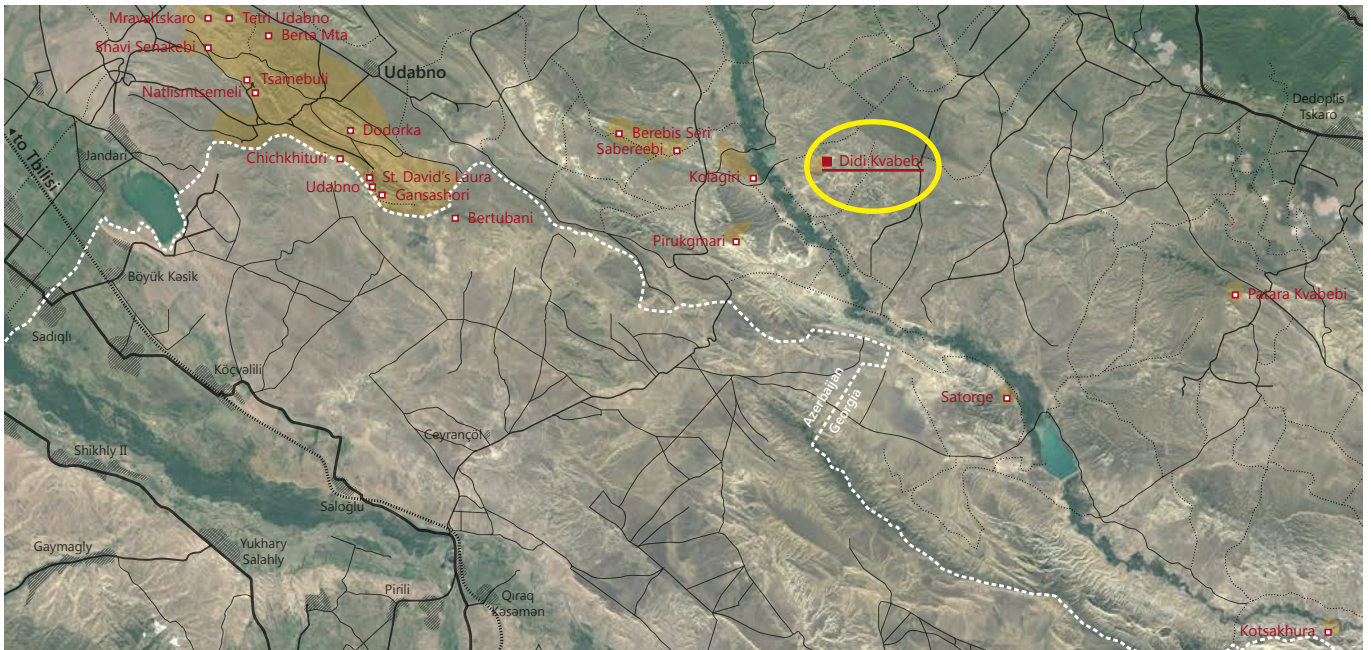 Mravaltskaro
Tetri Udabno
Berta Mta
Shavi Senakebi
Udabno
Tsamebuli
Natlismtsemeli
Dedoplis
Tskaro
Dodorka
Berebis Seri
Sabereebi
to Tbilisi
Jandari
Chichkhituri
Didi Kvabebi
St. David's Laura
Kolagiri
Udabno
Gansashori
Bertubani
Pirukgmari
Böyük Kəsik
Patara Kvabebi
Sadıqlı
Köçvəlili
Azerbaijan
Georgia
Satorge
Ceyrançöl
Shikhly II
Saloğlu
Gaymagly
Yukhary
Salahly
Pirili
Qıraq
Kəsəmən
Kotsakhura